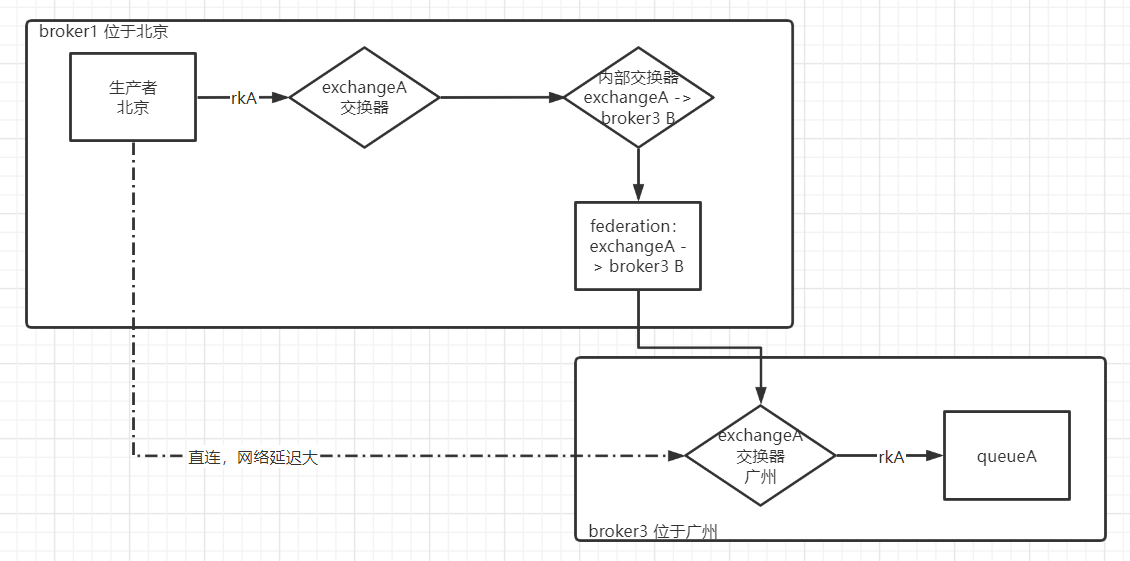 broker1 位于北京
生产者
北京
rkA
exchangeA
交换器
内部交换器
exchangeA ->
broker3 B
federation：
exchangeA -
> broker3 B
直连，网络延迟大
exchangeA
交换器
广州
rkA
queueA
broker3 位于广州